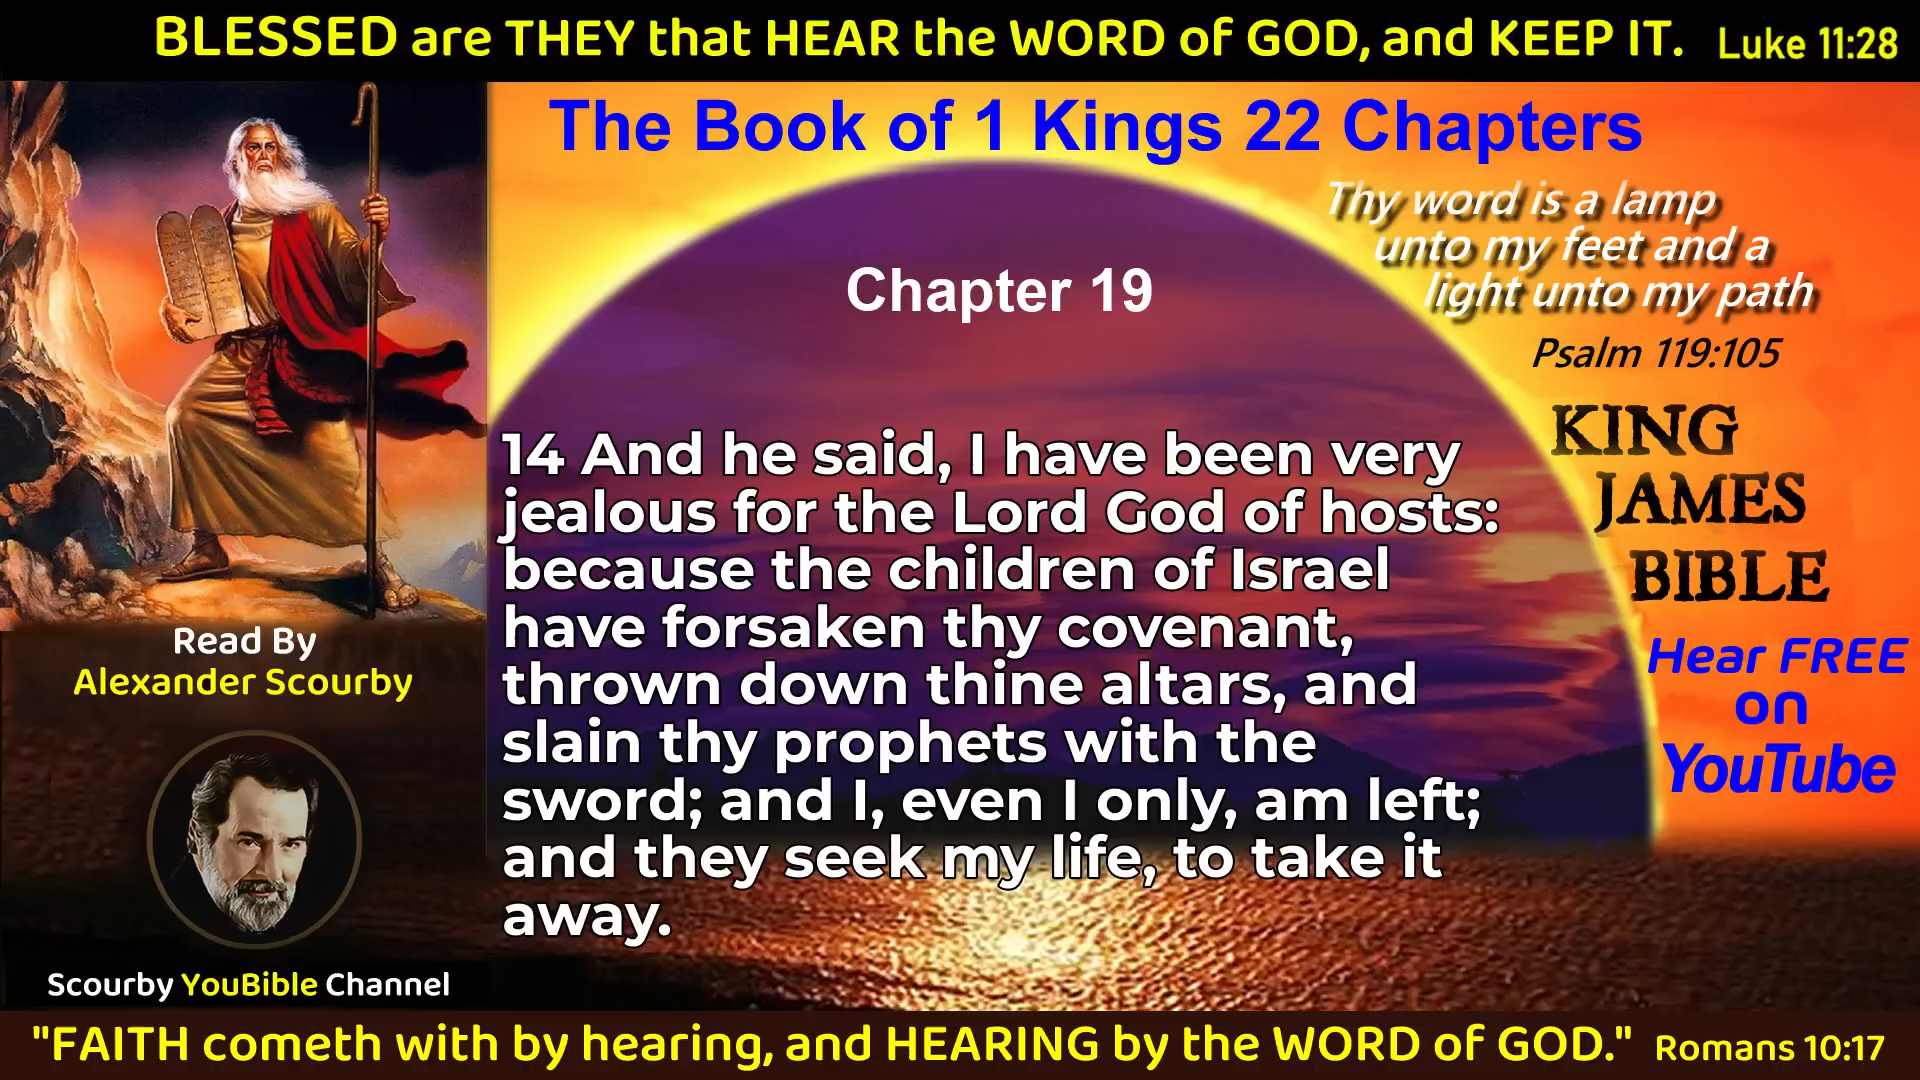 BLESSED are THEY that HEAR the WORD of GOD, and KEEP IT. Luke 11:28
The Book of 1 Kings 22 Chapters
Thy word is a lamp
unto my feet and a
light unto my path
Psalm 119:105
Chapter 19
KING
JAMES
BIBLE
14 And he said, I have been very
jealous for the Lord God of hosts:
because the children of Israel
have forsaken thy covenant,
thrown down thine altars, and
slain thy prophets with the
sword; and I, even I only, am left;
and they seek my life, to take it
away.
Hear FREE
on
YouTube
Read By
Alexander Scourby
Scourby YouBible Channel
"FAITH cometh with by hearing, and HEARING by the WORD of GOD." Romans 10:17